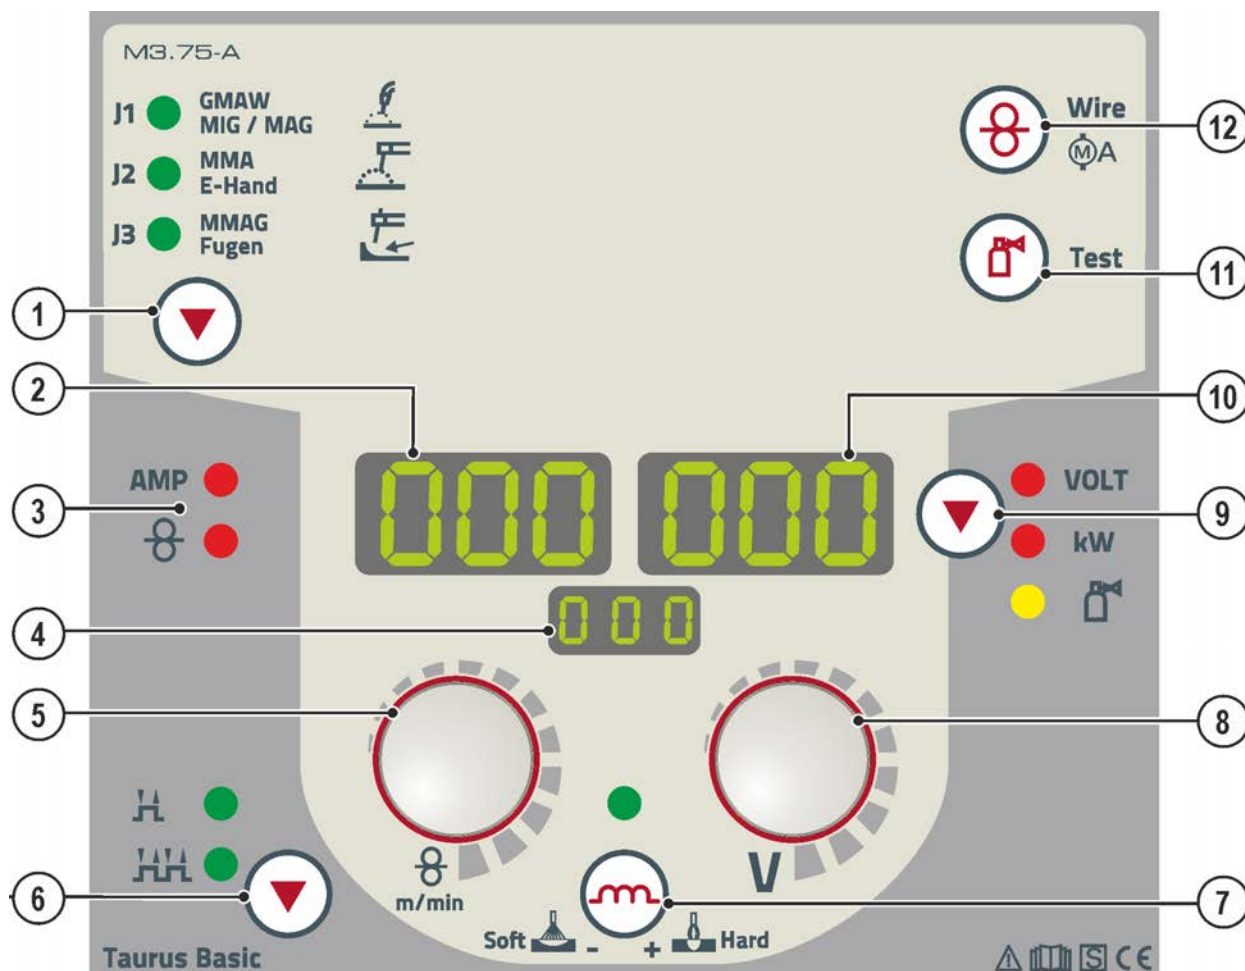 M3.75-A
J1 GMAW
MIG / MAG
J2 MMA
E-Hand
J3 MMAG
Fugen
Wire
M A
Test
12
11
1
2
10
AMP
3
000
000
VOLT
kW
9
4
000
5
8
6
m/min
V
7
Soft - + Hard
Taurus Basic
S CE